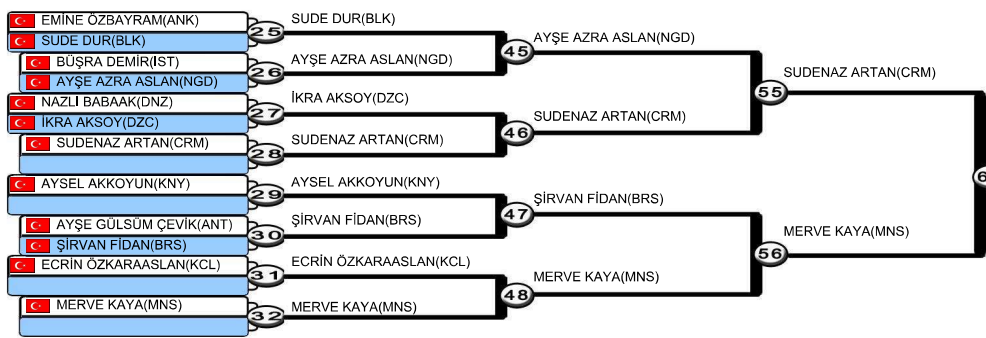 EMİNE ÖZBAYRAM(ANK)
SUDE DUR(BLK)
25
SUDE DUR(BLK)
BÜŞRA DEMİR(İST)
AYŞE AZRA ASLAN(NGD)
26
AYŞE AZRA ASLAN(NGD)
45
AYŞE AZRA ASLAN(NGD)
NAZLİ BABAAK(DNZ)
İKRA AKSOY(DZC)
27
İKRA AKSOY(DZC)
SUDENAZ ARTAN(CRM)
28
SUDENAZ ARTAN(CRM)
46
SUDENAZ ARTAN(CRM)
55
SUDENAZ ARTAN(CRM)
AYSEL AKKOYUN(KNY)
29
AYSEL AKKOYUN(KNY)
AYŞE GÜLSÜM ÇEVİK(ANT)
ŞİRVAN FİDAN(BRS)
30
ŞİRVAN FİDAN(BRS)
47
ŞİRVAN FİDAN(BRS)
ECRİN ÖZKARAASLAN(KCL)
31
ECRİN ÖZKARAASLAN(KCL)
MERVE KAYA(MNS)
32
MERVE KAYA(MNS)
48
MERVE KAYA(MNS)
56
MERVE KAYA(MNS)